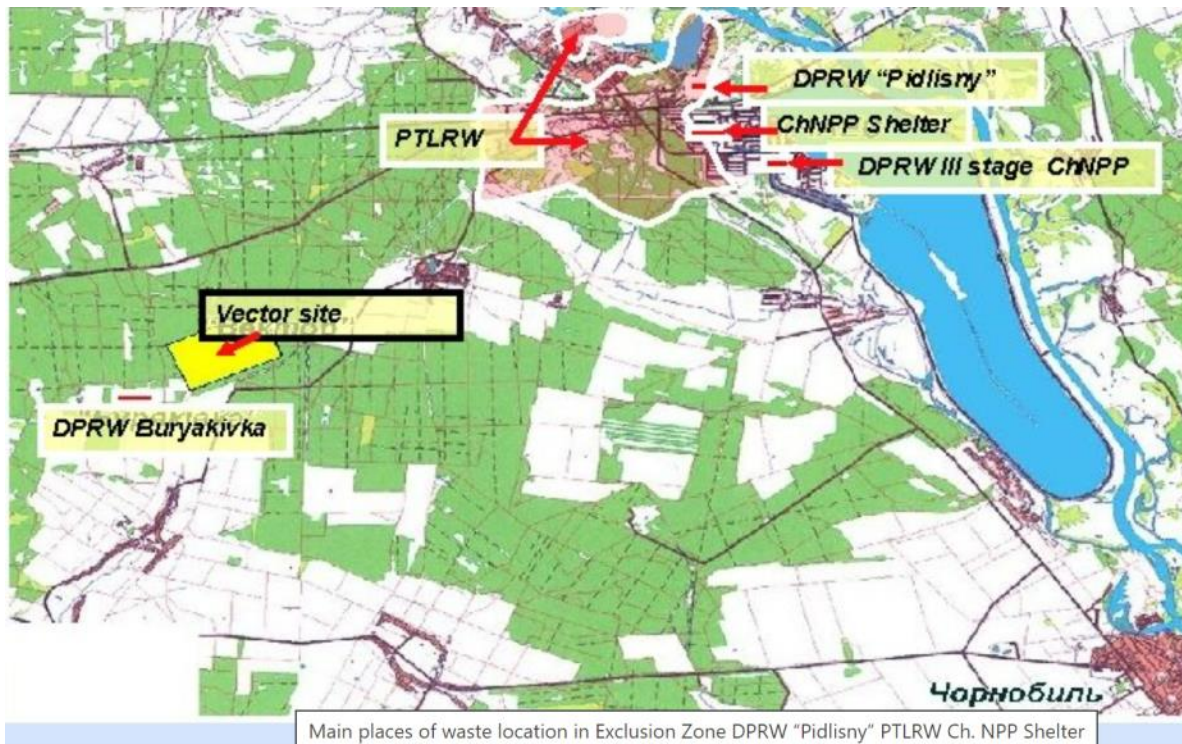 DPRW "Pidlisny"
PTLRW
ChNPP Shelter
DPRW III stage ChNPP
Vector site
DPRW Buryakivka
Чорнобиль
Main places of waste location in Exclusion Zone DPRW "Pidlisny" PTLRW Ch. NPP Shelter